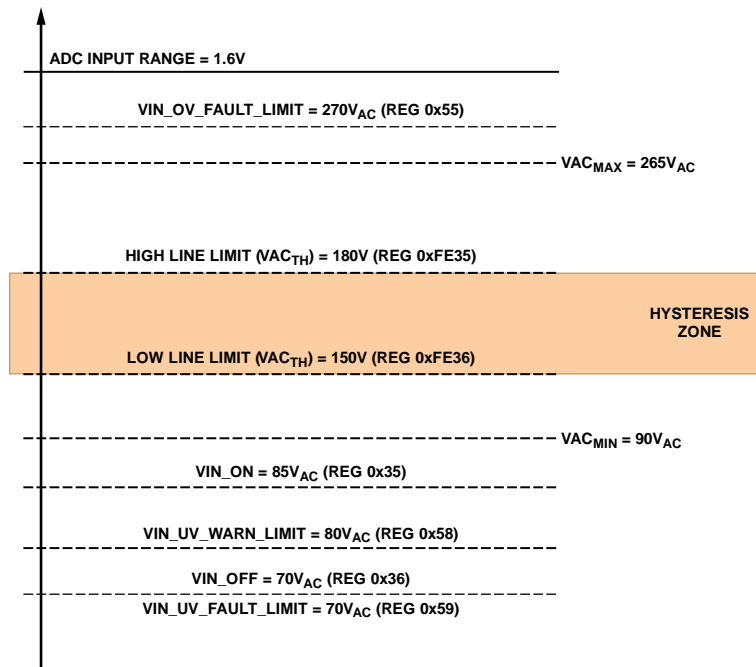 ADC INPUT RANGE = 1.6V
VIN_OV_FAULT_LIMIT = 270VAC (REG 0x55)
VACMAX = 265VAC
HIGH LINE LIMIT (VACTH) = 180V (REG 0xFE35)
HYSTERESIS
ZONE
LOW LINE LIMIT (VACTH) = 150V (REG 0xFE36)
VACMIN = 90VAC
VIN_ON = 85VAC (REG 0x35)
VIN_UV_WARN_LIMIT = 80VAC (REG 0x58)
VIN_OFF = 70VAC (REG 0x36)
VIN_UV_FAULT_LIMIT = 70VAC (REG 0x59)